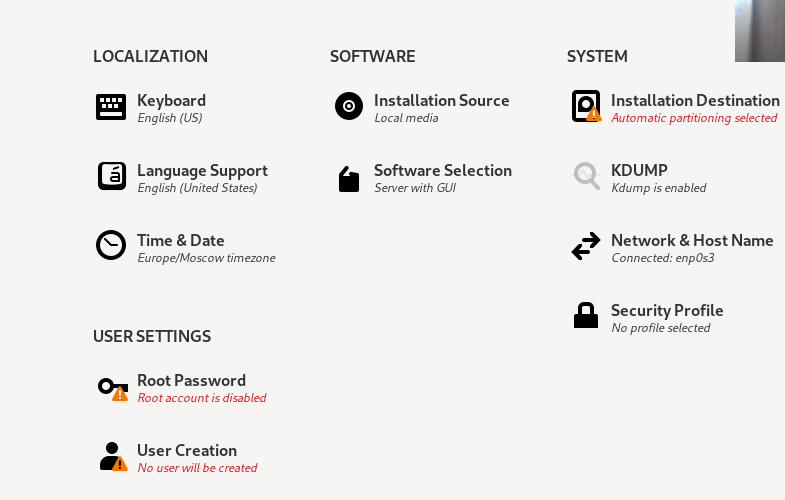 LOCALIZATION
Keyboard
English (US)
Language Support
English (United States)
Time & Date
Europe/Moscow timezone
USER SETTINGS
Root Password
Root account is disabled
User Creation
No user will be created
SOFTWARE
Installation Source
Local media
Software Selection
Server with GUI
SYSTEM
Installation Destination
Automatic partitioning selected
KDUMP
Kdump is enabled
Network & Host Name
Connected: enp0s3
Security Profile
No profile selected